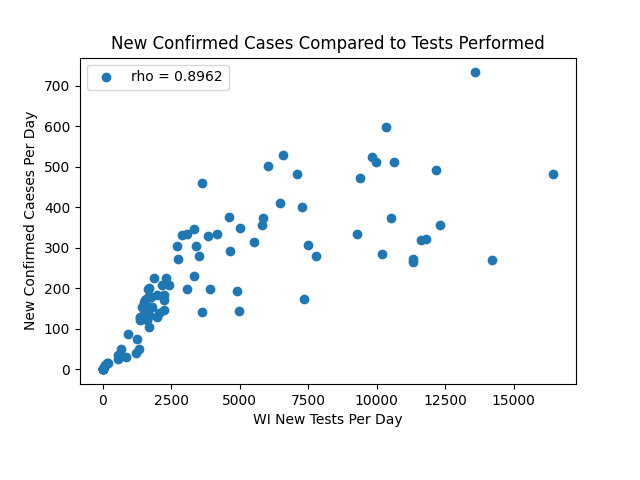 New Confirmed Cases Compared to Tests Performed
rho = 0.8962
New Confirmed Caeses Per Day
700
600
500
400
300
200
100
0
0 2500 5000 7500 10000 12500 15000
WI New Tests Per Day